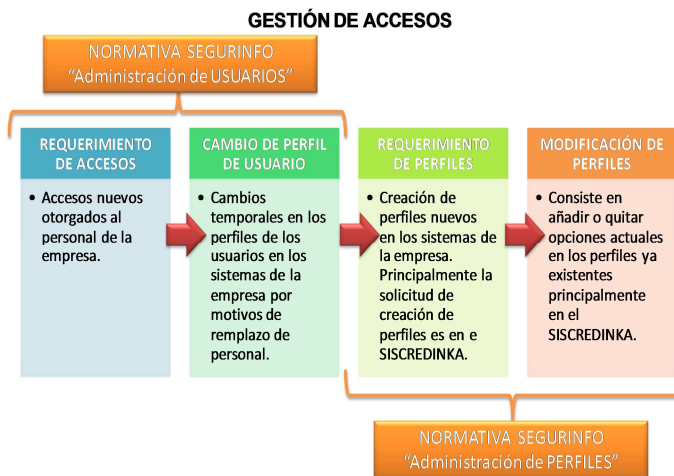 GESTIÓN DE ACCESOS
NORMATIVA SEGURINFO
“Administración de USUARIOS”
REQUERIMIENTO
DE ACCESOS
• Accesos nuevos
otorgados al
personal de la
empresa.
CAMBIO DE PERFIL
DE USUARIO
• Cambios
temporales en los
perfiles de los
usuarios en los
sistemas de la
empresa por
motivos de
remplazo de
personal.
REQUERIMIENTO
DE PERFILES
• Creación de
perfiles nuevos
en los sistemas de
la empresa.
Principalmente la
solicitud de
creación de
perfiles es en e
SISCREDINKA.
MODIFICACIÓN DE
PERFILES
• Consiste en
añadir o quitar
opciones actuales
en los perfiles ya
existentes
principalmente
en el
SISCREDINKA.
NORMATIVA SEGURINFO
“Administración de PERFILES”